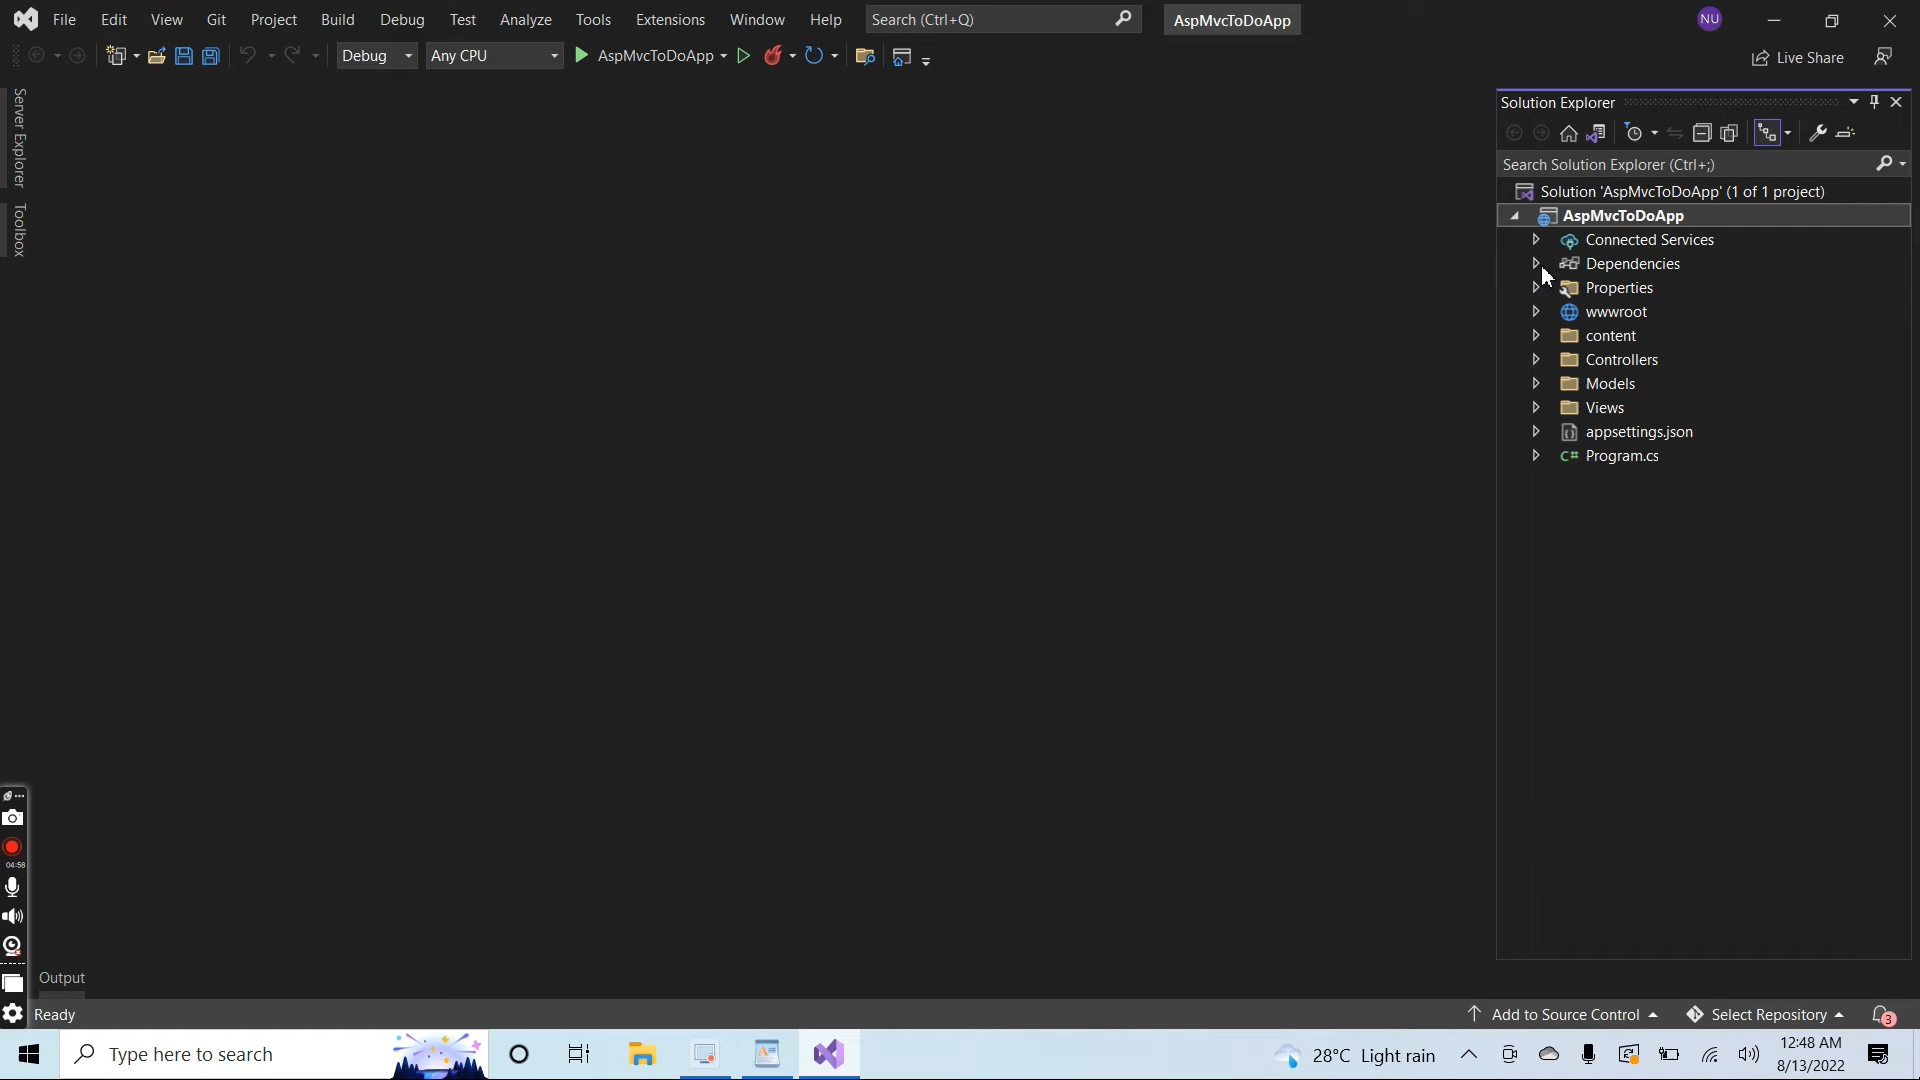 File Edit View Git Project Build Debug Test Analyze Tools Extensions Window Help Search (Ctrl+Q) AspMvcToDoApp NU
Debug Any CPU AspMvcToDoApp Live Share
Server Explorer
Toolbox
Solution Explorer
Search Solution Explorer (Ctrl+;)
Solution 'AspMvcToDoApp' (1 of 1 project)
AspMvcToDoApp
Connected Services
Dependencies
Properties
wwwroot
content
Controllers
Models
Views
appsettings.json
C# Program.cs
04:58
Output
Ready Add to Source Control Select Repository 3
Type here to search 28°C Light rain 12:48 AM
8/13/2022